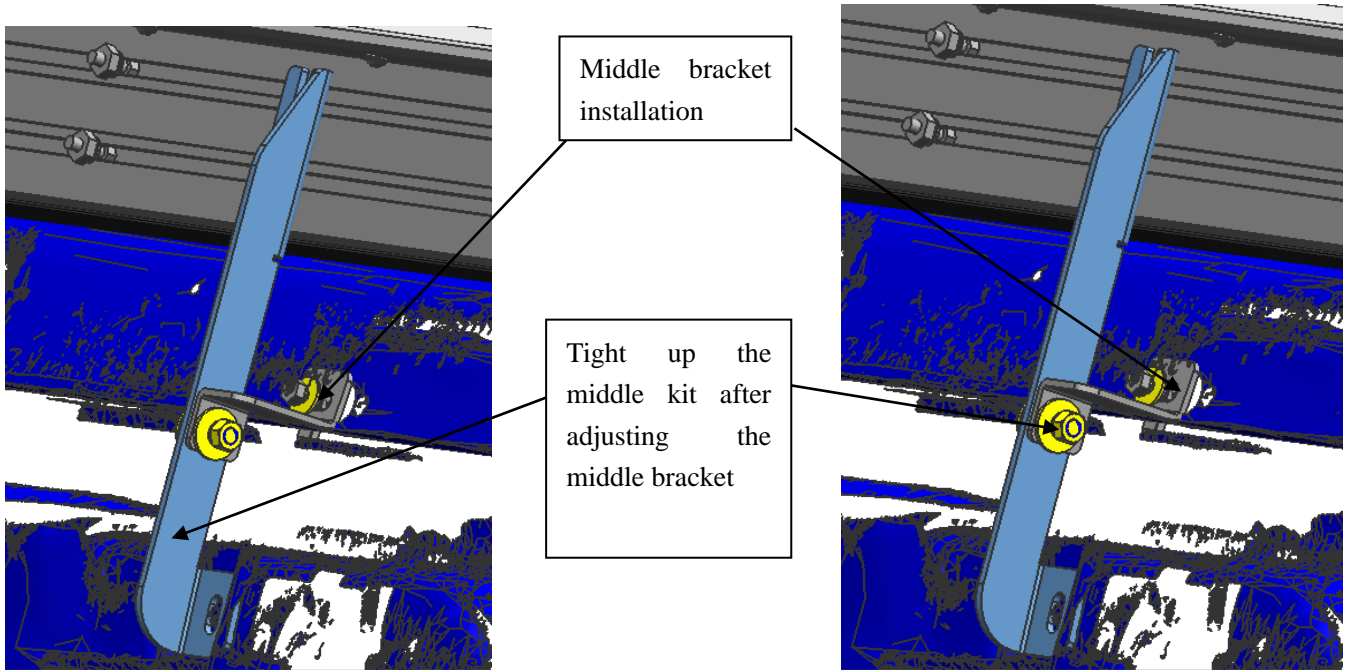 Middle bracket
installation
Tight up the
middle kit after
adjusting the
middle bracket